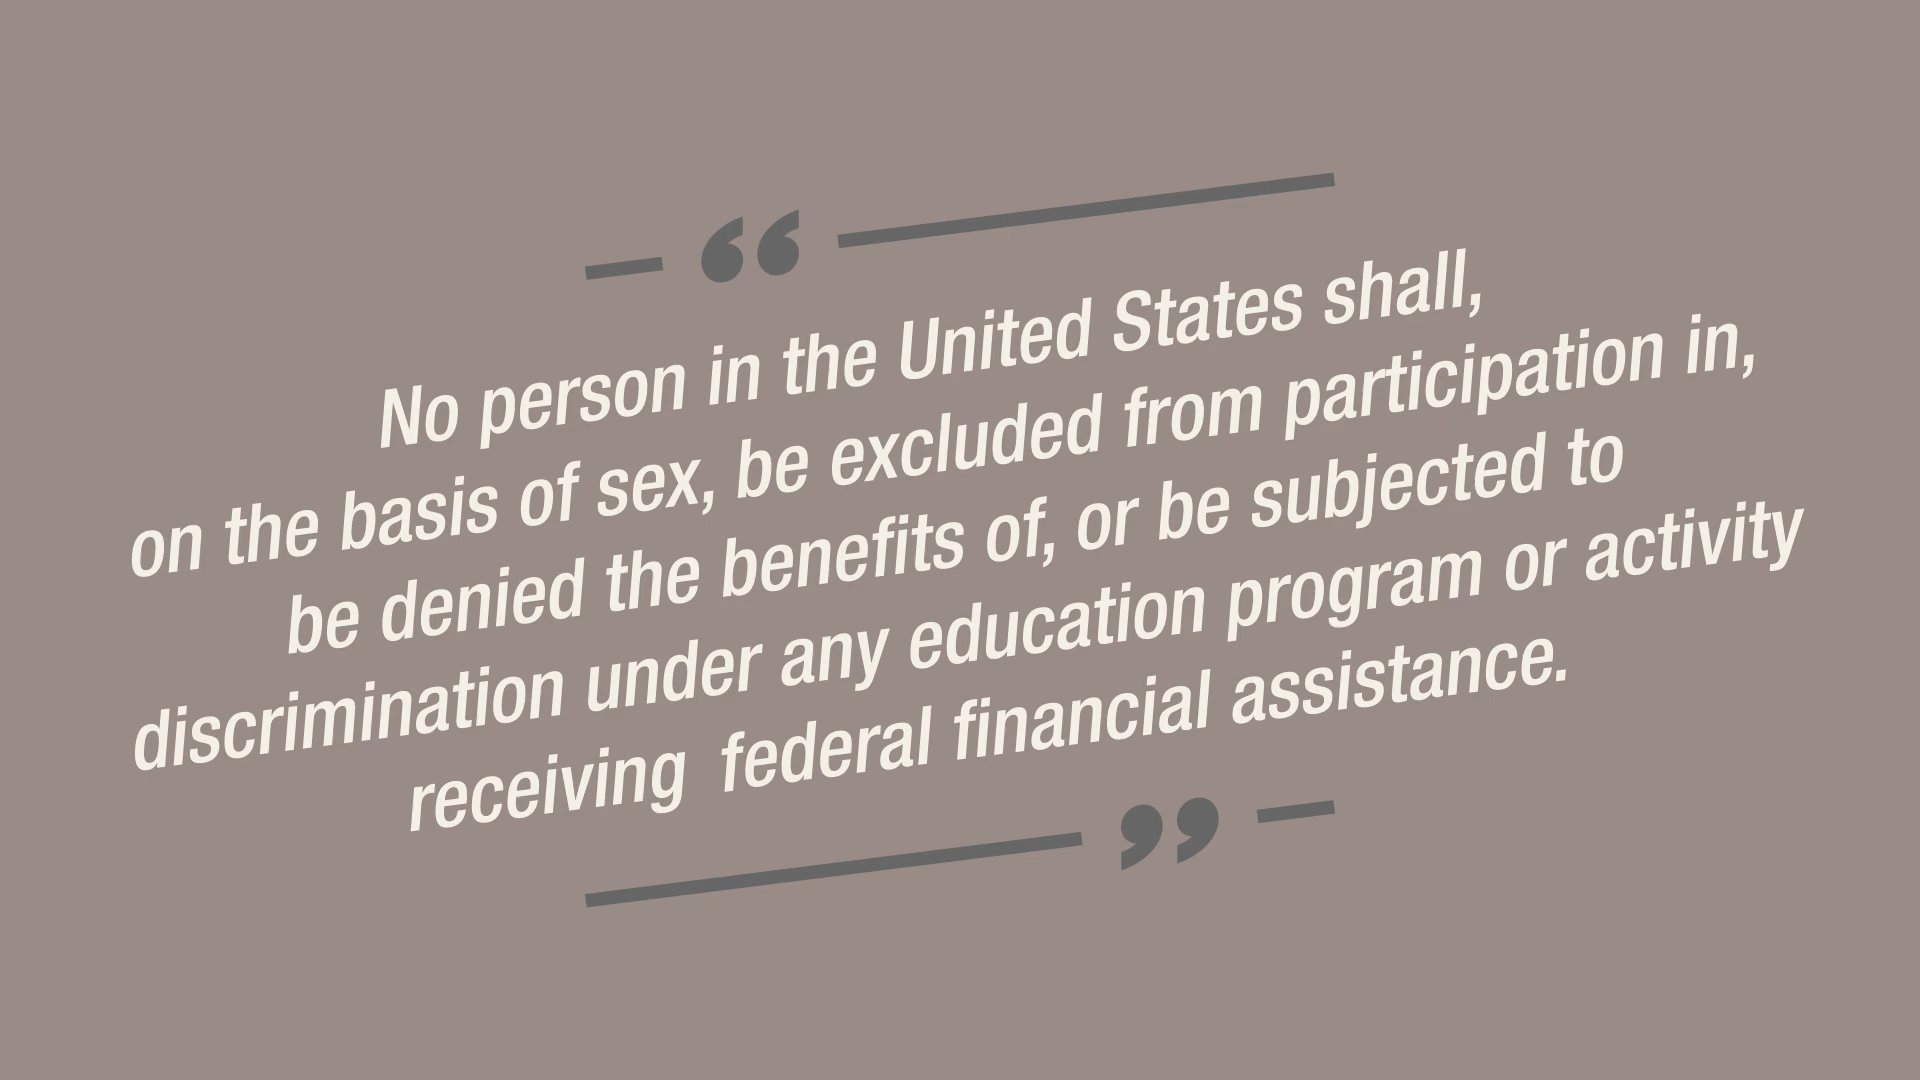 “
No person in the United States shall,
on the basis of sex, be excluded from participation in,
be denied the benefits of, or be subjected to
discrimination under any education program or activity
receiving  federal financial assistance.
”